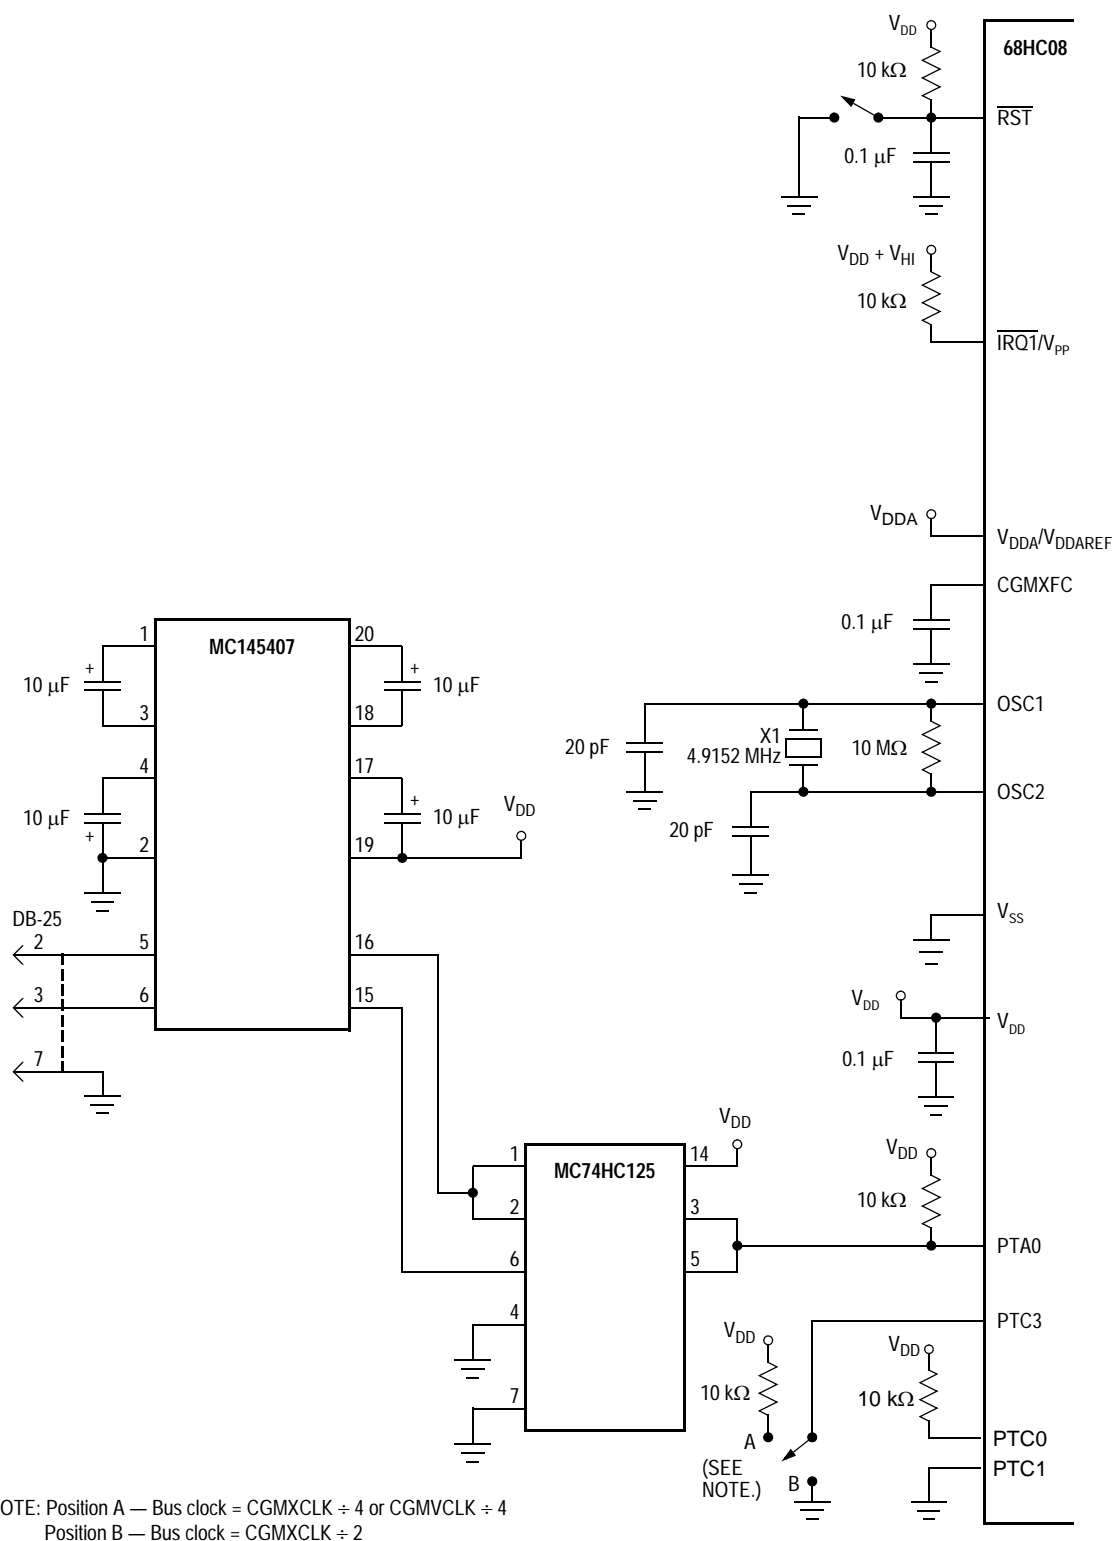 V_DD
68HC08
10 kΩ
RST
0.1 µF
V_DD + V_HI
10 kΩ
IRQ1/V_PP
V_DDA
V_DDA/V_DDAREF
CGMXFC
0.1 µF
MC145407
1
20
+
10 µF
+
10 µF
3
18
4
17
10 µF
+
+
10 µF
V_DD
2
19
OSC1
20 pF
X1
4.9152 MHz
10 MΩ
OSC2
20 pF
V_SS
DB-25
2
5
16
3
6
15
7
V_DD
V_DD
0.1 µF
V_DD
1
MC74HC125
14
V_DD
10 kΩ
2
3
PTA0
6
5
4
PTC3
V_DD
V_DD
10 kΩ
10 kΩ
7
A
PTC0
(SEE
NOTE.)
B
PTC1
OTE: Position A — Bus clock = CGMXCLK ÷ 4 or CGMVCLK ÷ 4
Position B — Bus clock = CGMXCLK ÷ 2